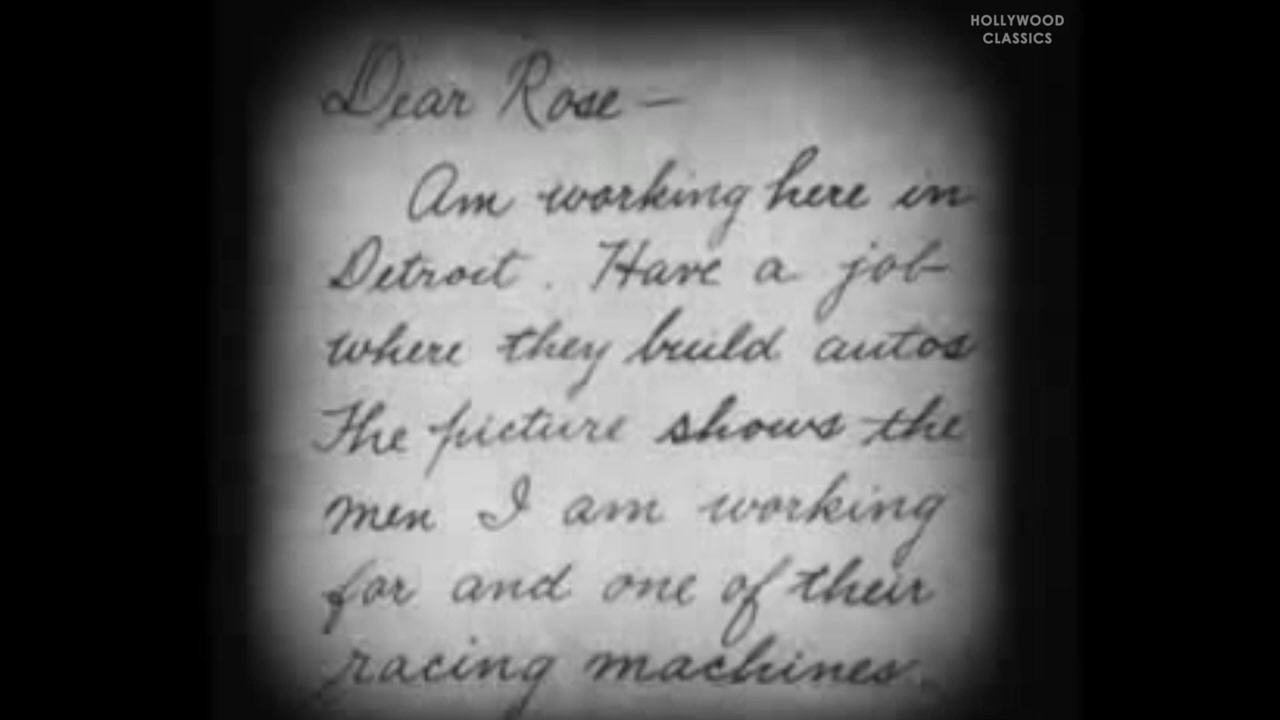 HOLLYWOOD
CLASSICS
Dear Rose —
Am working here in
Detroit. Have a job
where they build autos
The picture shows the
men I am working
for and one of their
racing machines.